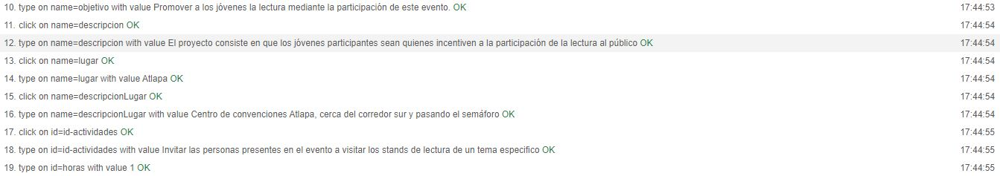 10. type on name=objetivo with value Promover a los jóvenes la lectura mediante la participación de este evento. OK 17:44:53
11. click on name=descripcion OK 17:44:54
12. type on name=descripcion with value El proyecto consiste en que los jóvenes participantes sean quienes incentiven a la participación de la lectura al público OK 17:44:54
13. click on name=lugar OK 17:44:54
14. type on name=lugar with value Atlapa OK 17:44:54
15. click on name=descripcionLugar OK 17:44:54
16. type on name=descripcionLugar with value Centro de convenciones Atlapa, cerca del corredor sur y pasando el semáforo OK 17:44:54
17. click on id=id-actividades OK 17:44:55
18. type on id=id-actividades with value Invitar las personas presentes en el evento a visitar los stands de lectura de un tema especifico OK 17:44:55
19. type on id=horas with value 1 OK 17:44:55